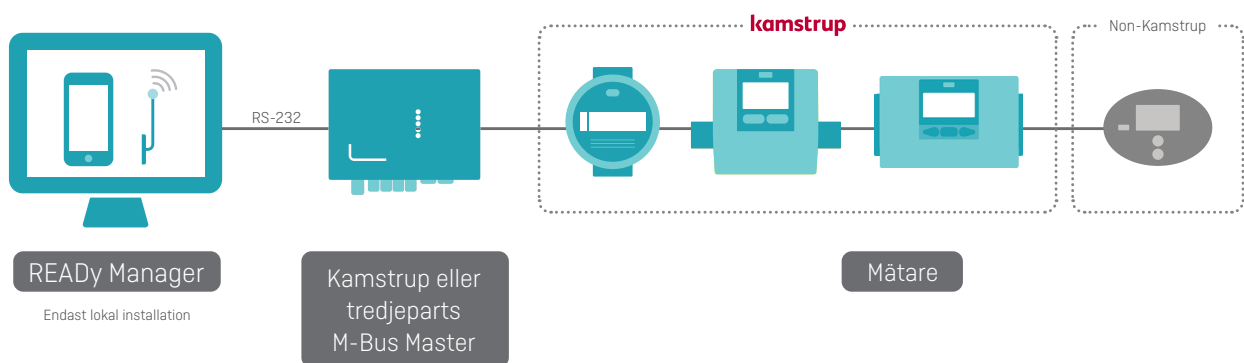 kamstrup
Non-Kamstrup
RS-232
READy Manager
Endast lokal installation
Kamstrup eller
tredjeparts
M-Bus Master
Mätare